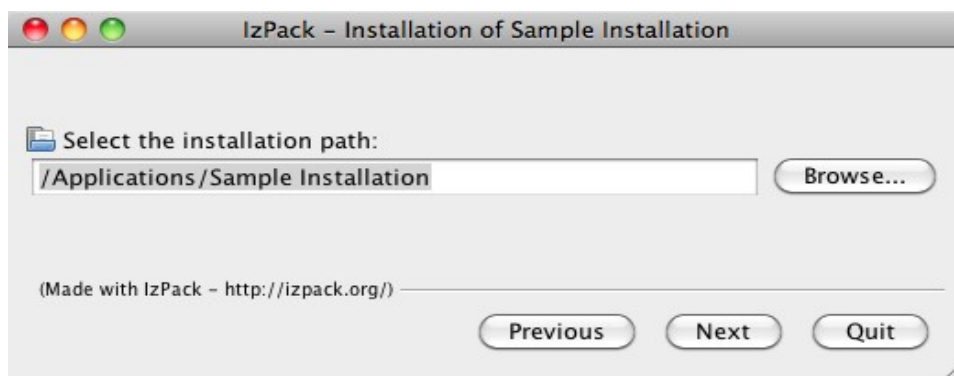 IzPack – Installation of Sample Installation
Select the installation path:
/Applications/Sample Installation
Browse...
(Made with IzPack – http://izpack.org/)
Previous
Next
Quit